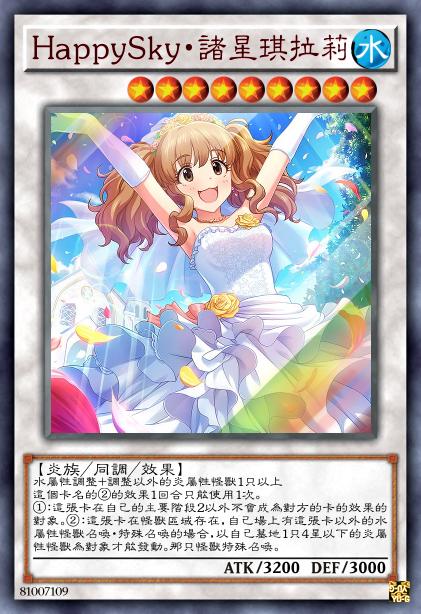 HappySky•諸星琪拉莉 水
【炎族/同調/效果】
水屬性調整+調整以外的炎屬性怪獸1只以上
這個卡名的②的效果1回合只能使用1次。
①：這張卡在自己的主要階段2以外不會成為對方的卡的效果的
對象。②：這張卡在怪獸區域存在，自己場上有這張卡以外的水
屬性怪獸召喚・特殊召喚的場合，以自己墓地1只4星以下的炎屬
性怪獸為對象才能發動。那只怪獸特殊召喚。
ATK/3200 DEF/3000
81007109